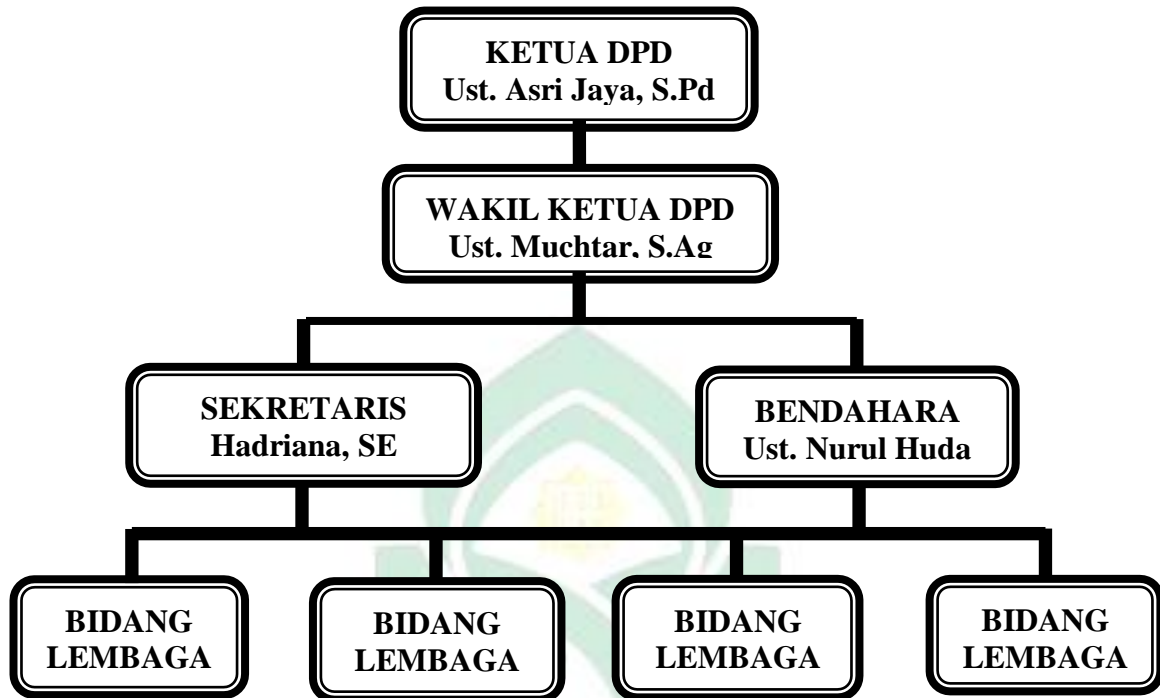 KETUA DPD
Ust. Asri Jaya, S.Pd
WAKIL KETUA DPD
Ust. Muchtar, S.Ag
SEKRETARIS
Hadriana, SE
BENDAHARA
Ust. Nurul Huda
BIDANG
LEMBAGA
BIDANG
LEMBAGA
BIDANG
LEMBAGA
BIDANG
LEMBAGA